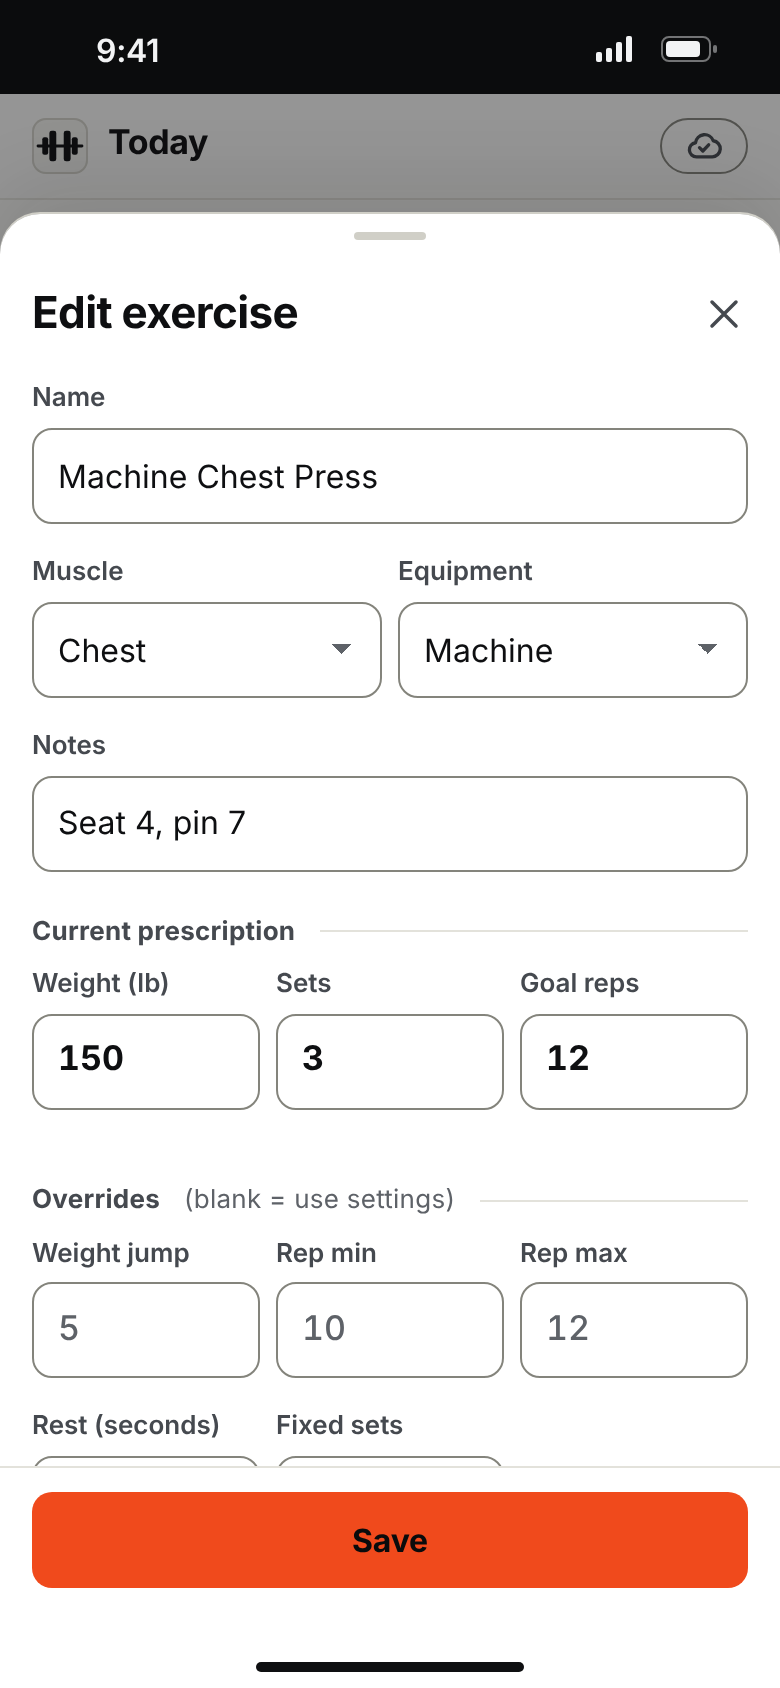 9:41
Today
Edit exercise
Name
Machine Chest Press
Muscle Equipment
Chest Machine
Notes
Seat 4, pin 7
Current prescription
Weight (lb) Sets Goal reps
150 3 12
Overrides (blank = use settings)
Weight jump Rep min Rep max
5 10 12
Rest (seconds) Fixed sets
Save